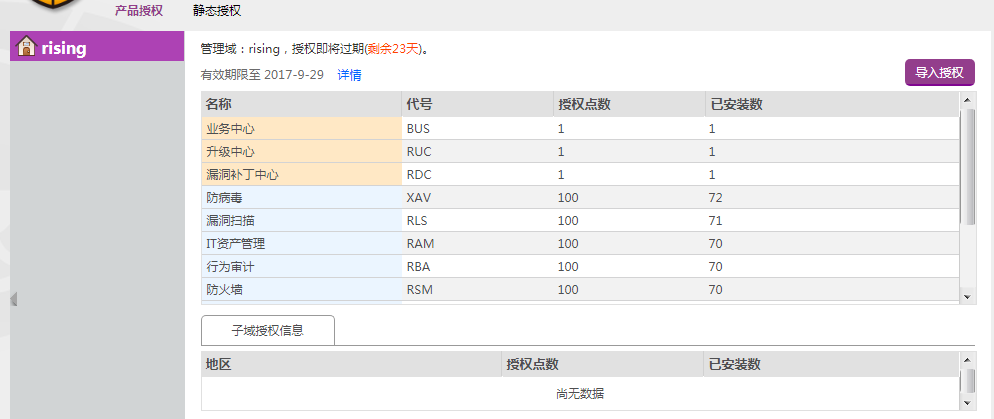 产品授权 静态授权
rising
管理域：rising，授权即将过期(剩余23天)。
有效期限至 2017-9-29 详情
导入授权
名称 代号 授权点数 已安装数
业务中心 BUS 1 1
升级中心 RUC 1 1
漏洞补丁中心 RDC 1 1
防病毒 XAV 100 72
漏洞扫描 RLS 100 71
IT资产管理 RAM 100 70
行为审计 RBA 100 70
防火墙 RSM 100 70
子域授权信息
地区 授权点数 已安装数
尚无数据